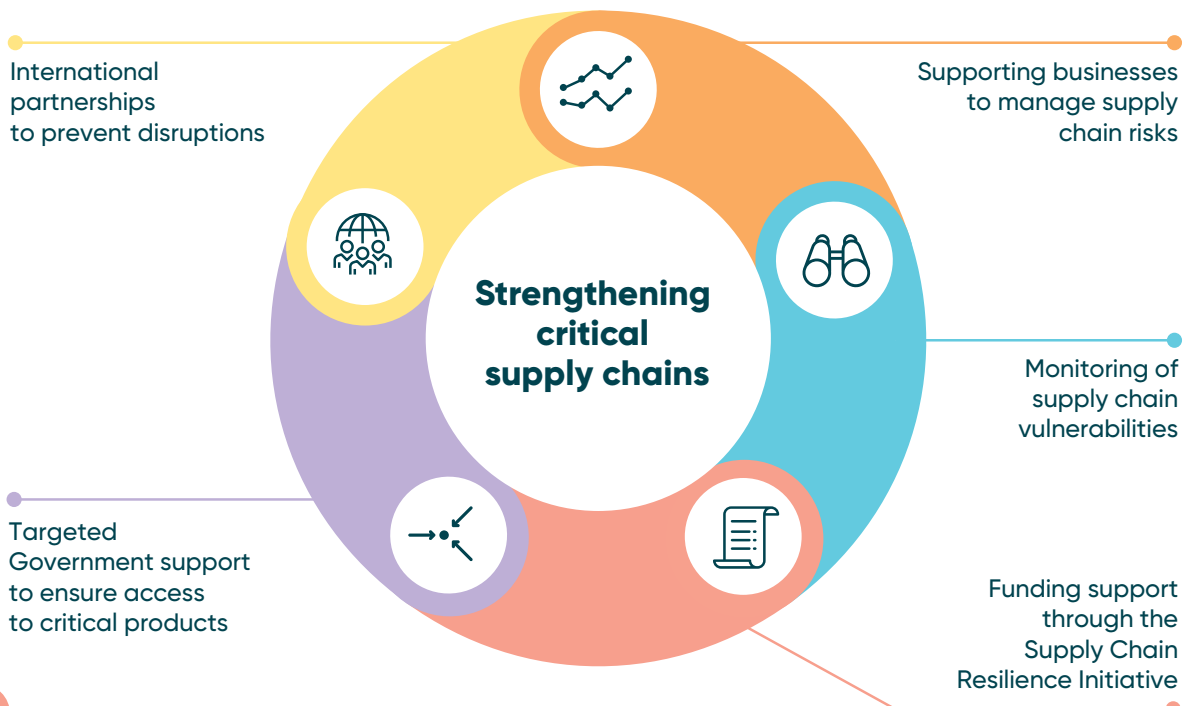 International
partnerships
to prevent disruptions
Supporting businesses
to manage supply
chain risks
Strengthening
critical
supply chains
Monitoring of
supply chain
vulnerabilities
Targeted
Government support
to ensure access
to critical products
Funding support
through the
Supply Chain
Resilience Initiative